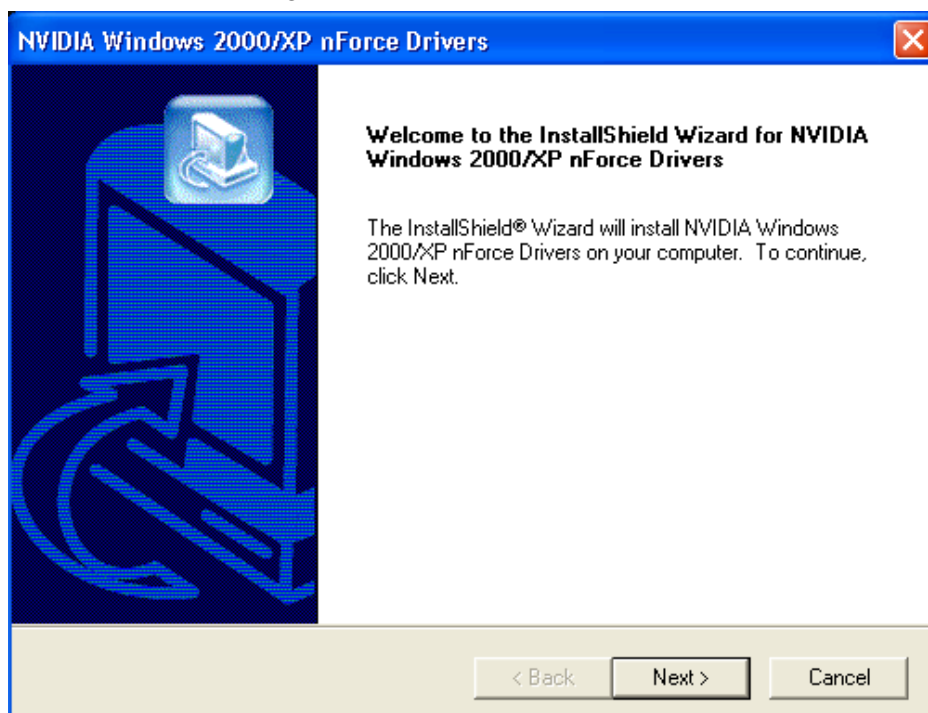 NVIDIA Windows 2000/XP nForce Drivers
Welcome to the InstallShield Wizard for NVIDIA
Windows 2000/XP nForce Drivers
The InstallShield® Wizard will install NVIDIA Windows
2000/XP nForce Drivers on your computer.  To continue,
click Next.
< Back
Next >
Cancel